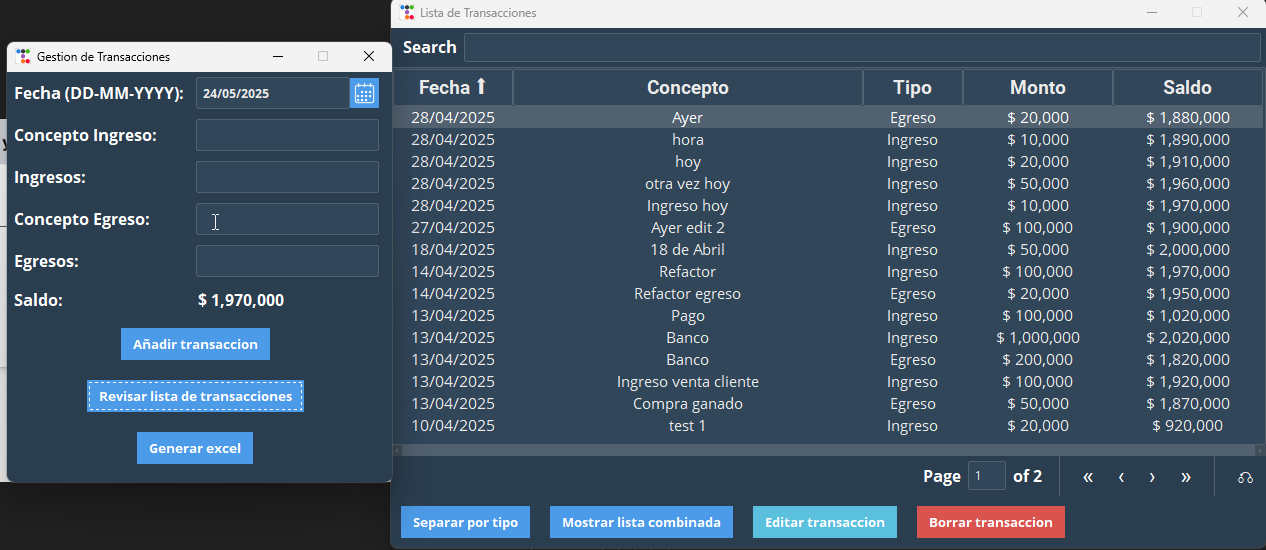 Gestion de Transacciones
Fecha (DD-MM-YYYY): 24/05/2025
Concepto Ingreso:
Ingresos:
Concepto Egreso:
Egresos:
Saldo: $ 1,970,000
Añadir transaccion
Revisar lista de transacciones
Generar excel
Lista de Transacciones
Search
Fecha ⬆ Concepto Tipo Monto Saldo
28/04/2025 Ayer Egreso $ 20,000 $ 1,880,000
28/04/2025 hora Ingreso $ 10,000 $ 1,890,000
28/04/2025 hoy Ingreso $ 20,000 $ 1,910,000
28/04/2025 otra vez hoy Ingreso $ 50,000 $ 1,960,000
28/04/2025 Ingreso hoy Ingreso $ 10,000 $ 1,970,000
27/04/2025 Ayer edit 2 Egreso $ 100,000 $ 1,900,000
18/04/2025 18 de Abril Ingreso $ 50,000 $ 2,000,000
14/04/2025 Refactor Ingreso $ 100,000 $ 1,970,000
14/04/2025 Refactor egreso Egreso $ 20,000 $ 1,950,000
13/04/2025 Pago Ingreso $ 100,000 $ 1,020,000
13/04/2025 Banco Ingreso $ 1,000,000 $ 2,020,000
13/04/2025 Banco Egreso $ 200,000 $ 1,820,000
13/04/2025 Ingreso venta cliente Ingreso $ 100,000 $ 1,920,000
13/04/2025 Compra ganado Egreso $ 50,000 $ 1,870,000
10/04/2025 test 1 Ingreso $ 20,000 $ 920,000
Page 1 of 2 « ‹ › »
Separar por tipo Mostrar lista combinada Editar transaccion Borrar transaccion